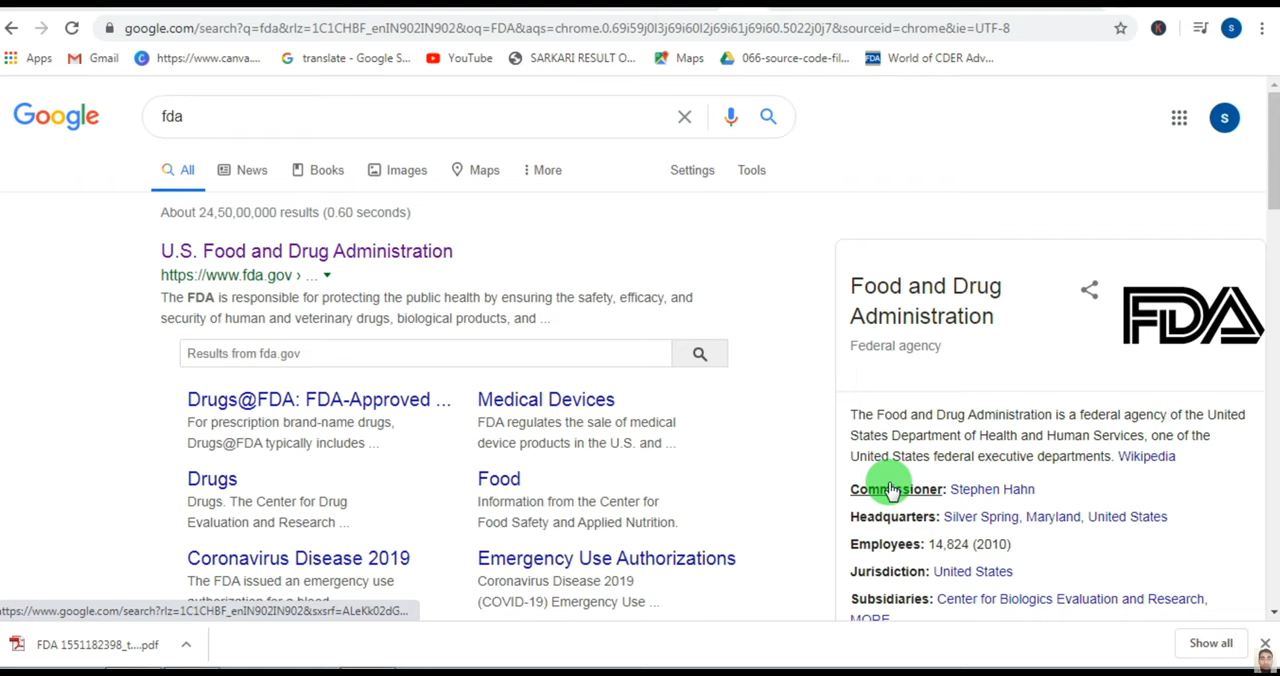 google.com/search?q=fda&rlz=1C1CHBF_enIN902IN902&oq=FDA&aqs=chrome.0.69i59j0l3j69i60l2j69i61j69i60.5022j0j7&sourceid=chrome&ie=UTF-8
K
S
Apps
Gmail
C
https://www.canva....
G
translate - Google S...
YouTube
SARKARI RESULT O...
Maps
066-source-code-fil...
FDA
World of CDER Adv...
Google
fda
s
All
News
Books
Images
Maps
More
Settings
Tools
About 24,50,00,000 results (0.60 seconds)
U.S. Food and Drug Administration
https://www.fda.gov › ...
The FDA is responsible for protecting the public health by ensuring the safety, efficacy, and
security of human and veterinary drugs, biological products, and ...
Results from fda.gov
Drugs@FDA: FDA-Approved ...
For prescription brand-name drugs,
Drugs@FDA typically includes ...
Medical Devices
FDA regulates the sale of medical
device products in the U.S. and ...
Drugs
Drugs. The Center for Drug
Evaluation and Research ...
Food
Information from the Center for
Food Safety and Applied Nutrition.
Coronavirus Disease 2019
The FDA issued an emergency use
authorization for a blood
Emergency Use Authorizations
Coronavirus Disease 2019
(COVID-19) Emergency Use ...
Food and Drug
Administration
Federal agency
FDA
The Food and Drug Administration is a federal agency of the United
States Department of Health and Human Services, one of the
United States federal executive departments. Wikipedia
Commissioner: Stephen Hahn
Headquarters: Silver Spring, Maryland, United States
Employees: 14,824 (2010)
Jurisdiction: United States
Subsidiaries: Center for Biologics Evaluation and Research,
MORE
https://www.google.com/search?rlz=1C1CHBF_enIN902IN902&sxsrf=ALeKk02dG...
FDA 1551182398_t....pdf
Show all